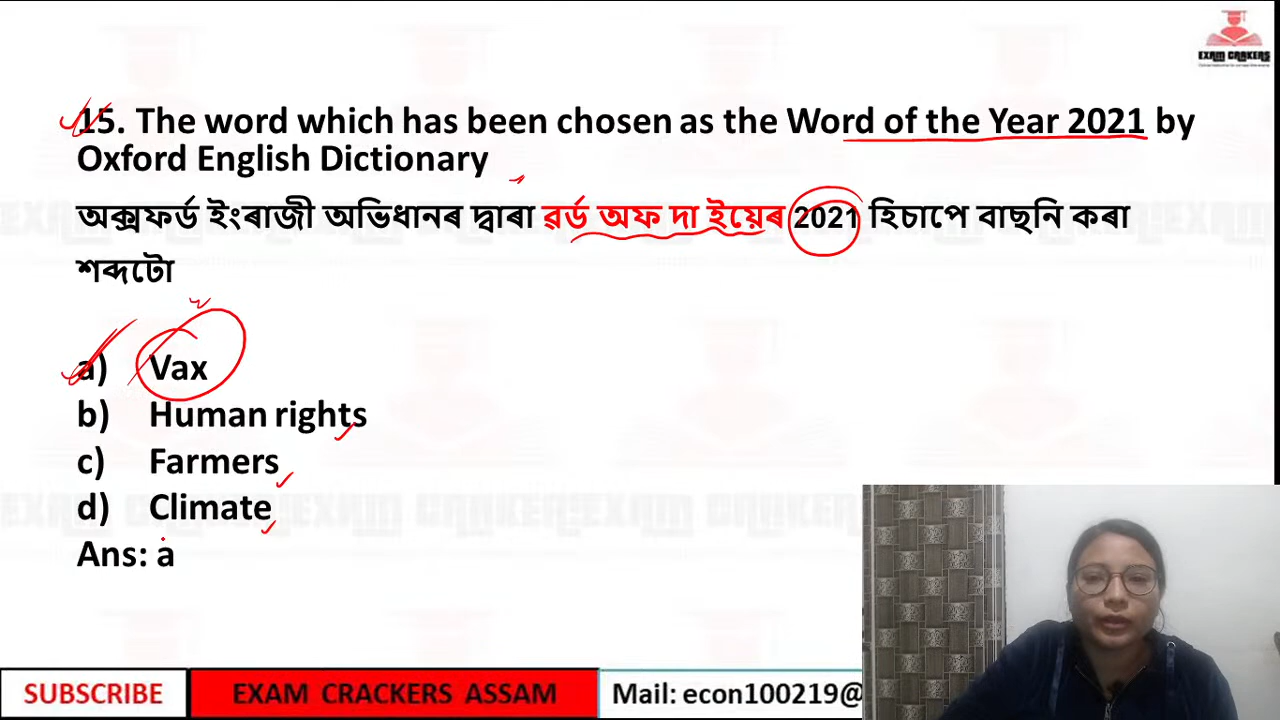 EXAM CRAKERS
15. The word which has been chosen as the Word of the Year 2021 by
Oxford English Dictionary
অক্সফৰ্ড ইংৰাজী অভিধানৰ দ্বাৰা ৱৰ্ড অফ দা ইয়েৰ 2021 হিচাপে বাছনি কৰা
শব্দটো
a) Vax
b) Human rights
c) Farmers
d) Climate
Ans: a
SUBSCRIBE EXAM CRACKERS ASSAM Mail: econ100219@